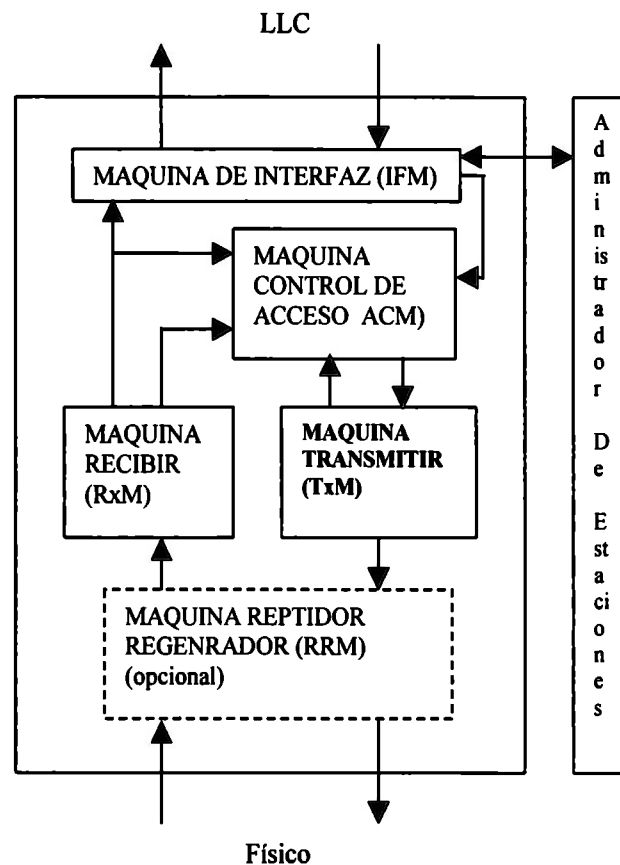 LLC
MAQUINA DE INTERFAZ (IFM)
MAQUINA
CONTROL DE
ACCESO ACM)
MAQUINA
RECIBIR
(RxM)
MAQUINA
TRANSMITIR
(TxM)
MAQUINA REPTIDOR
REGENRADOR (RRM)
(opcional)
Físico
A
d
m
i
n
is
tr
a
d
o
r
D
e
E
st
a
ci
o
n
e
s